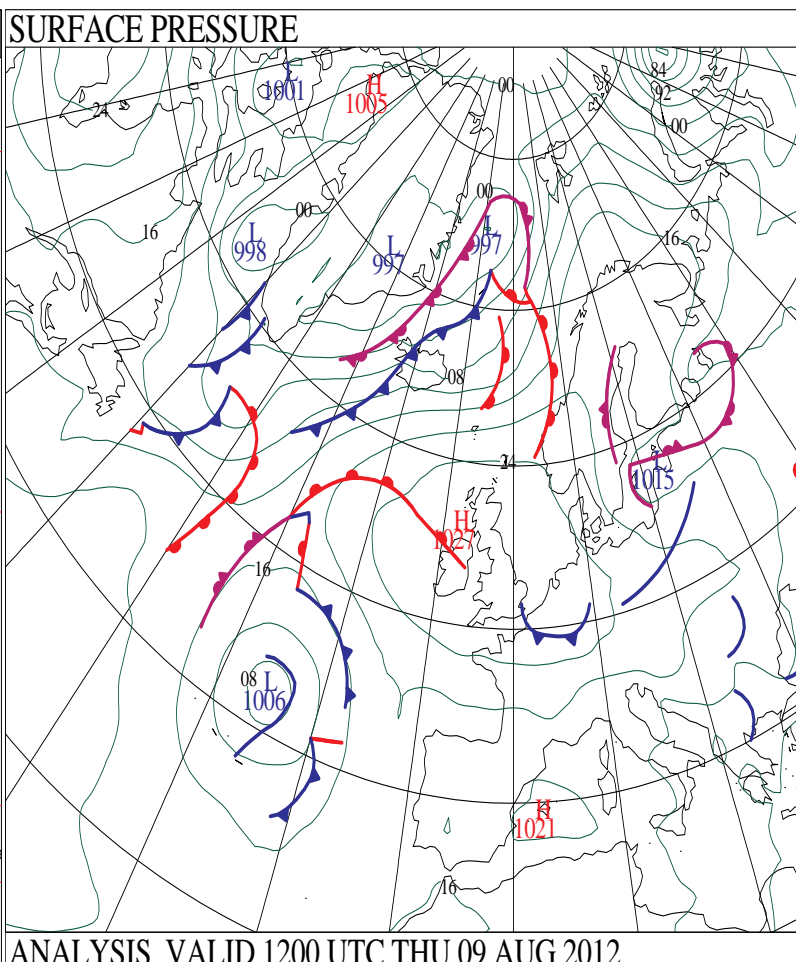 SURFACE PRESSURE
L
1001
H
1005
00
84
92
00
24
00
00
16
L
998
L
997
L
997
16
08
24
L
1015
H
1027
16
08
L
1006
H
1021
16
ANALYSIS VALID 1200 UTC THU 09 AUG 2012